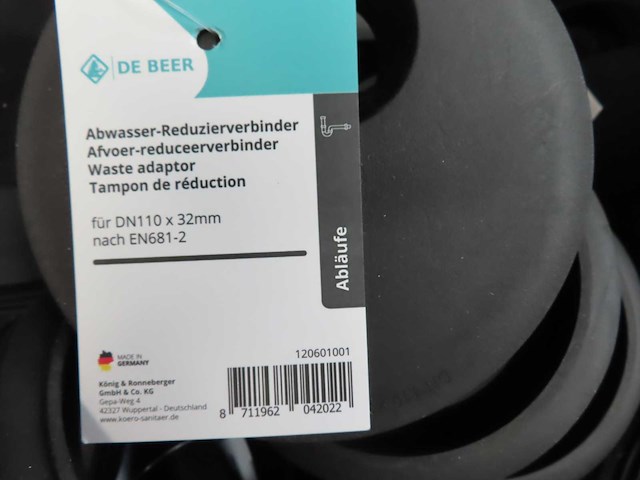 DE BEER
Abwasser-Reduzierverbinder
Afvoer-reduceerverbinder
Waste adaptor
Tampon de réduction
für DN110 x 32mm
nach EN681-2
Abläufe
MADE IN
GERMANY
König & Ronneberger
GmbH & Co. KG
Gepa-Weg 4
42327 Wuppertal - Deutschland
www.koero-sanitaer.de
120601001
8 711962 042022